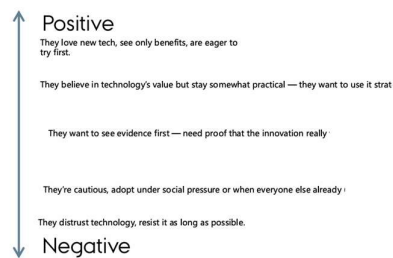 Positive
They love new tech, see only benefits, are eager to
try first.
They believe in technology's value but stay somewhat practical — they want to use it strat
They want to see evidence first — need proof that the innovation really
They're cautious, adopt under social pressure or when everyone else already
They distrust technology, resist it as long as possible.
Negative